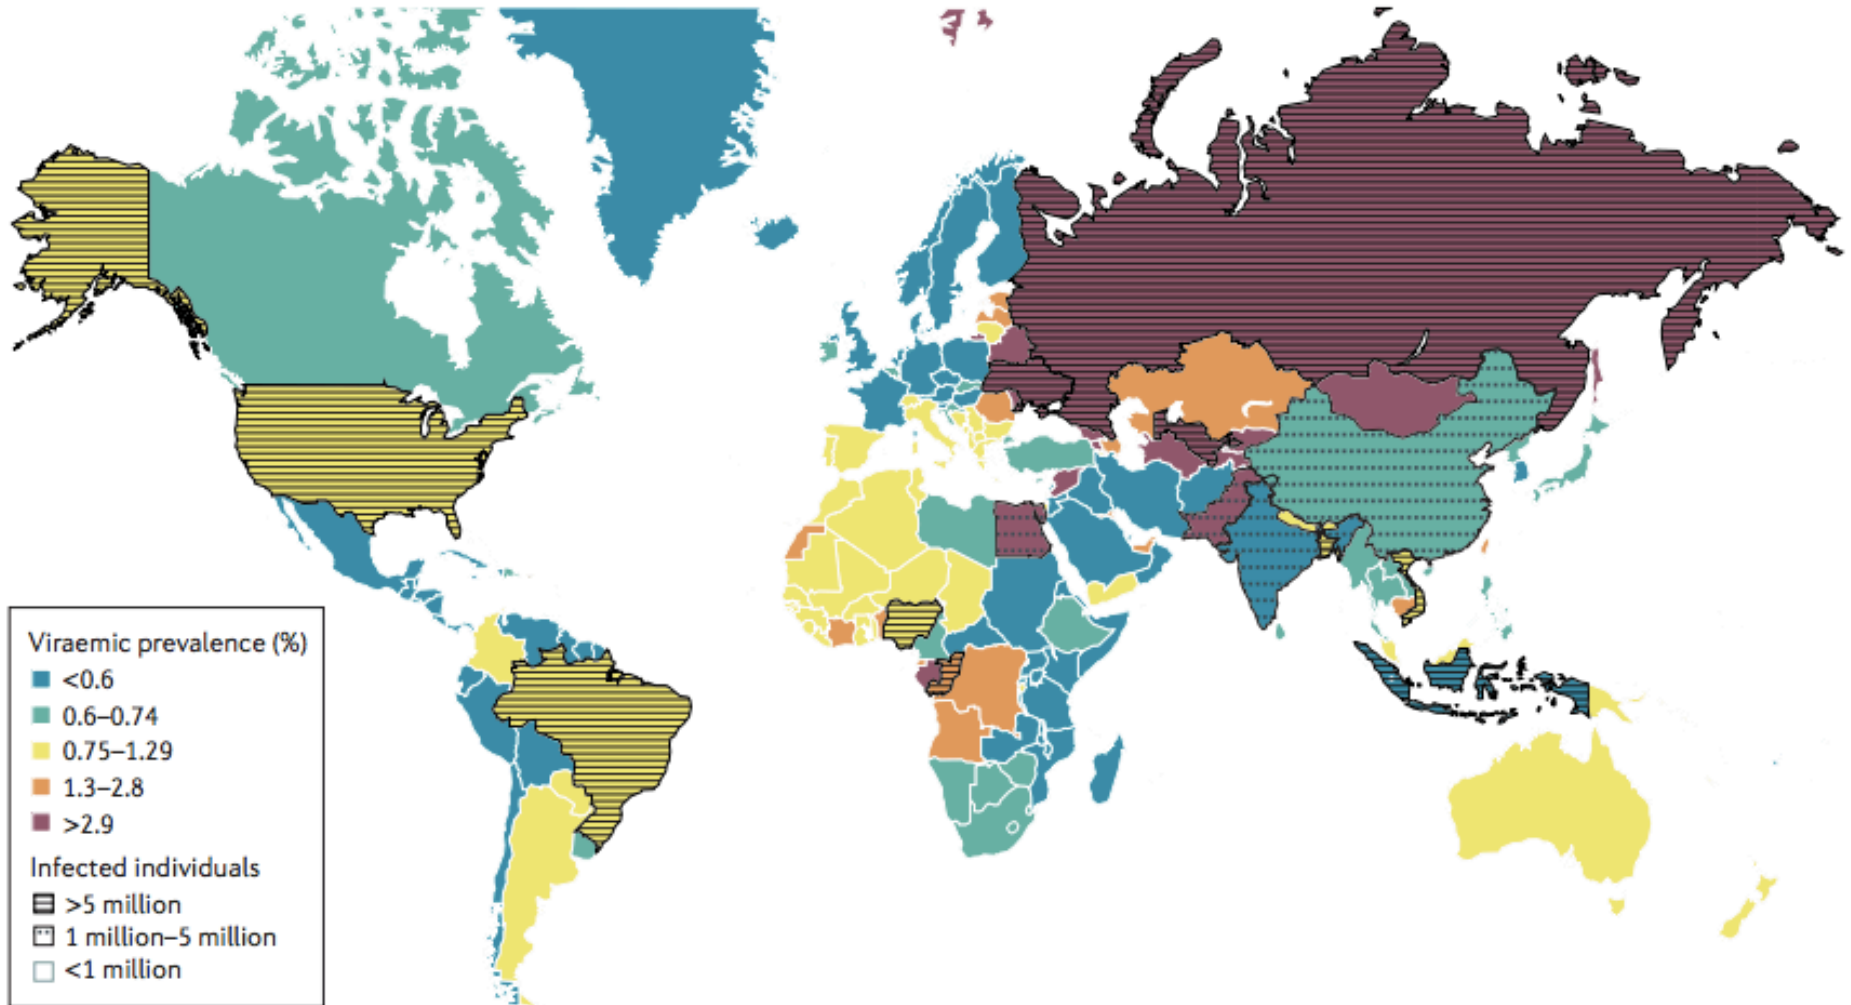 Viraemic prevalence (%)
<0.6
0.6–0.74
0.75–1.29
1.3–2.8
>2.9
Infected individuals
>5 million
1 million–5 million
<1 million